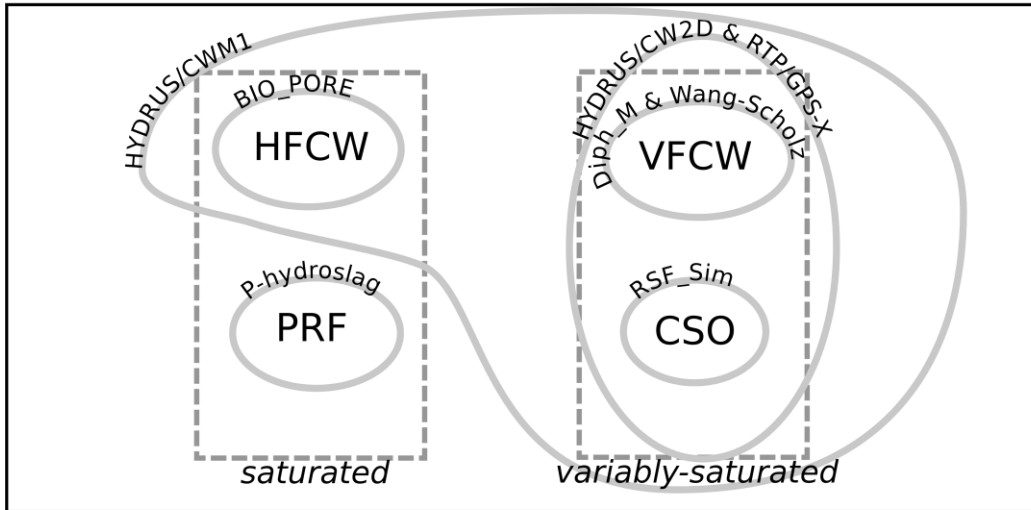 HYDRUS/CWM1
BIO_PORE
HFCW
P-hydroslag
PRF
saturated
HYDRUS/CW2D & RTP/GPS-X
Diph_M & Wang-Scholz
VFCW
RSF_Sim
CSO
variably-saturated